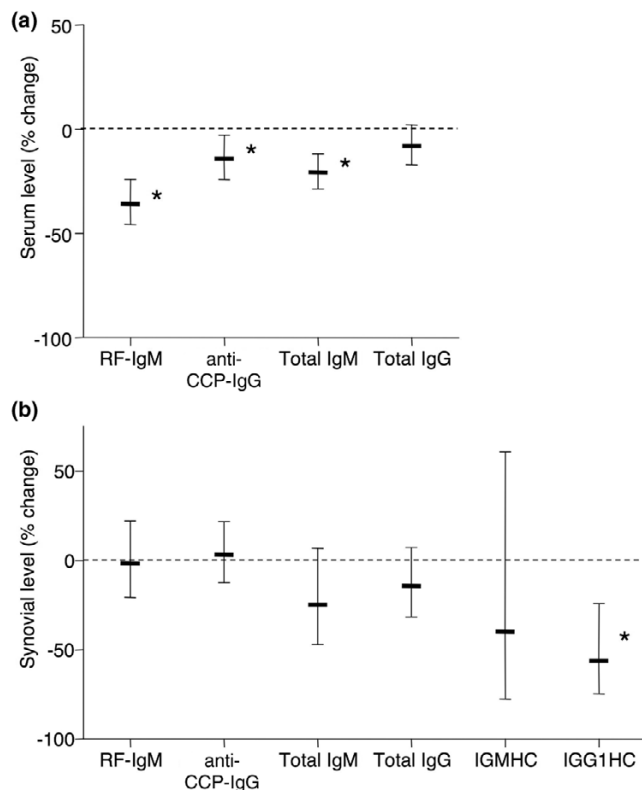 (a)
50
0
-50
-100
Serum level (% change)
*
*
*
RF-IgM
anti-
CCP-IgG
Total IgM
Total IgG
(b)
50
0
-50
-100
Synovial level (% change)
*
RF-IgM
anti-
CCP-IgG
Total IgM
Total IgG
IGMHC
IGG1HC